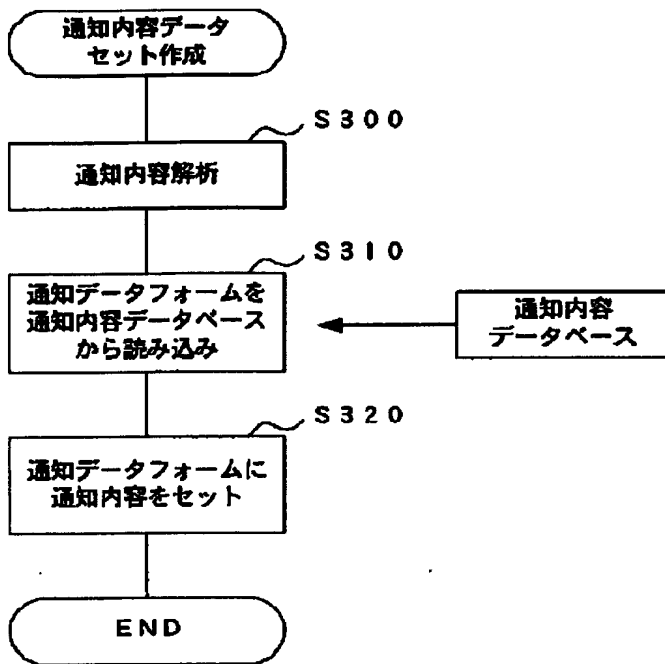 通知内容データ
セット作成
S300
通知内容解析
S310
通知データフォームを
通知内容データベース
から読み込み
通知内容
データベース
S320
通知データフォームに
通知内容をセット
END